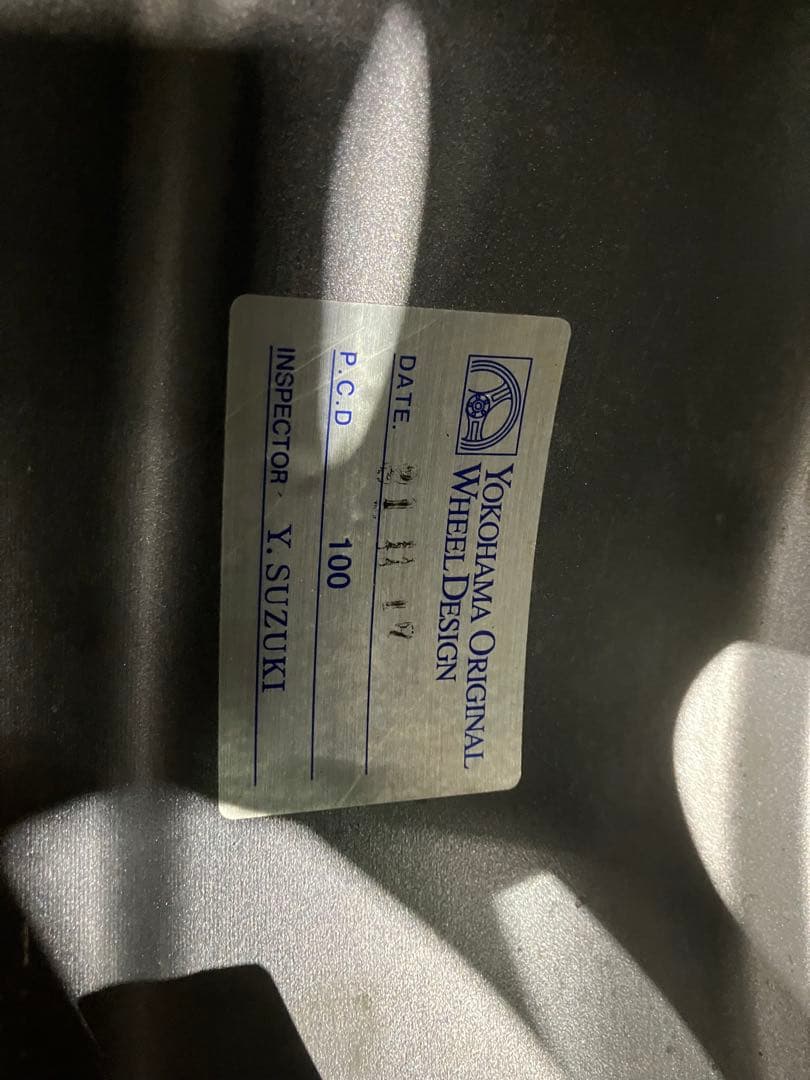 YOKOHAMA ORIGINAL
WHEEL DESIGN
DATE.
P.C.D 100
INSPECTOR. Y. SUZUKI